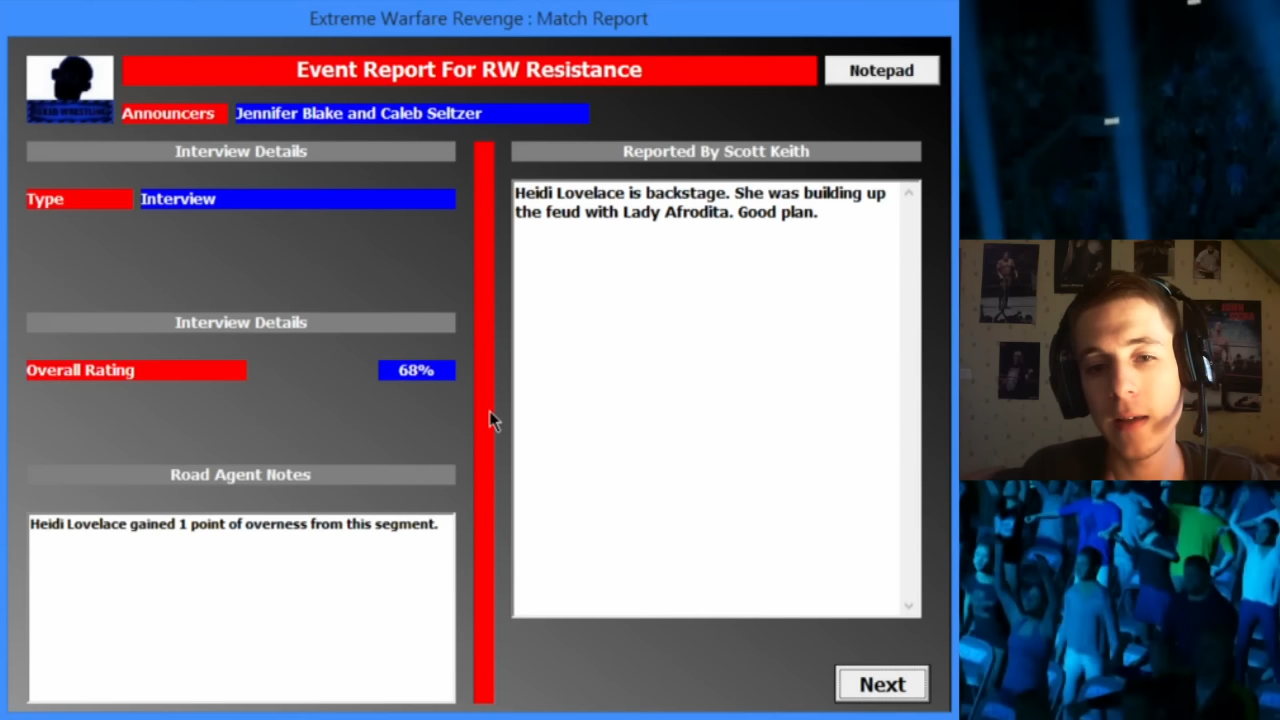 Extreme Warfare Revenge : Match Report
Event Report For RW Resistance
Notepad
Announcers
Jennifer Blake and Caleb Seltzer
Interview Details
Type
Interview
Interview Details
Overall Rating
68%
Road Agent Notes
Heidi Lovelace gained 1 point of overness from this segment.
Reported By Scott Keith
Heidi Lovelace is backstage. She was building up
the feud with Lady Afrodita. Good plan.
Next